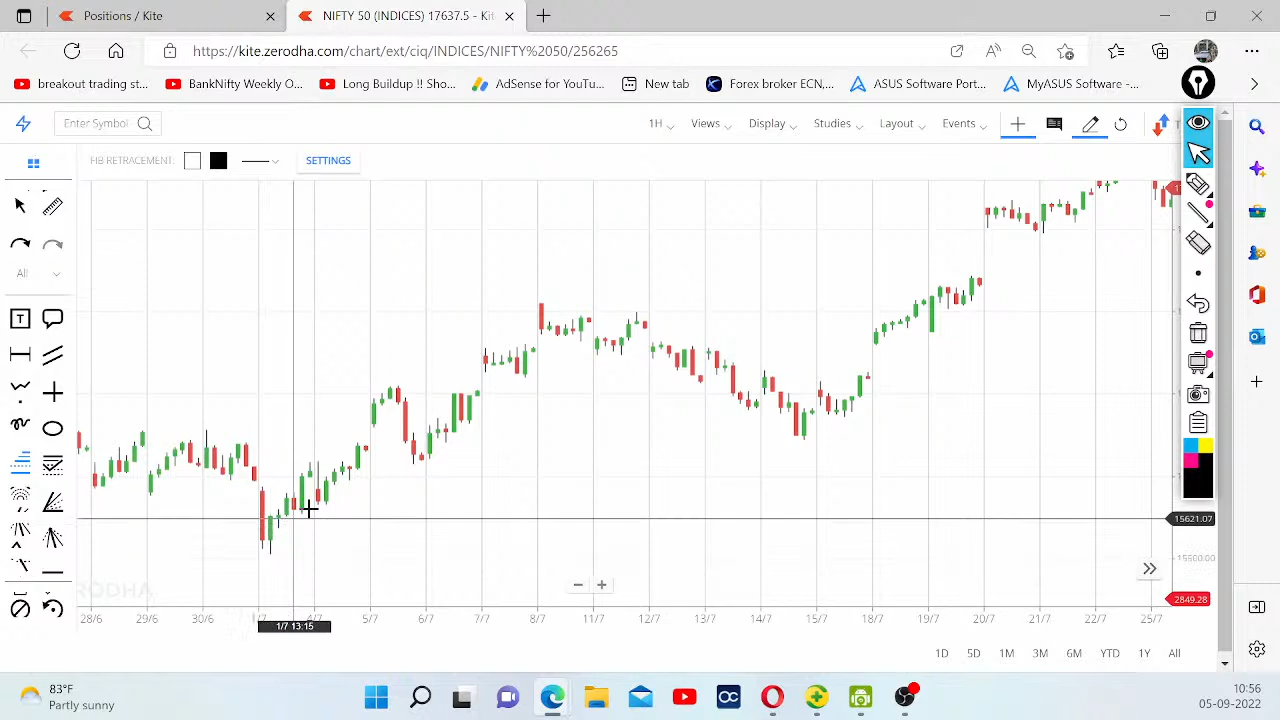 Positions / Kite
NIFTY 50 (INDICES) 17637.5 - Kit
https://kite.zerodha.com/chart/ext/ciq/INDICES/NIFTY%2050/256265
breakout trading st... BankNifty Weekly O... Long Buildup !! Sho... Adsense for YouTu... New tab Forex broker ECN,... ASUS Software Port... MyASUS Software -...
Enter Symbol 1H Views Display Studies Layout Events
FIB RETRACEMENT: SETTINGS
All
T
15621.07
2849.28
28/6 29/6 30/6 1/7 4/7 5/7 6/7 7/7 8/7 11/7 12/7 13/7 14/7 15/7 18/7 19/7 20/7 21/7 22/7 25/7
1/7 13:15
1D 5D 1M 3M 6M YTD 1Y All
83°F
Partly sunny
10:56
05-09-2022